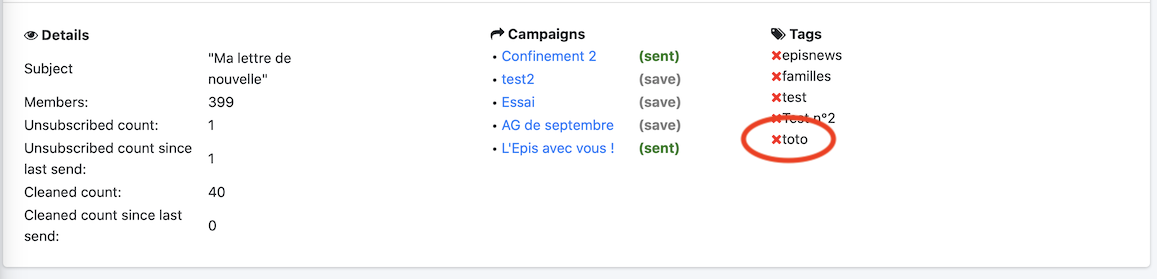 Details
Subject "Ma lettre de
nouvelle"
Members: 399
Unsubscribed count: 1
Unsubscribed count since
last send: 1
Cleaned count: 40
Cleaned count since last
send: 0
Campaigns
• Confinement 2 (sent)
• test2 (save)
• Essai (save)
• AG de septembre (save)
• L'Epis avec vous ! (sent)
Tags
episnews
familles
test
Test n°2
toto